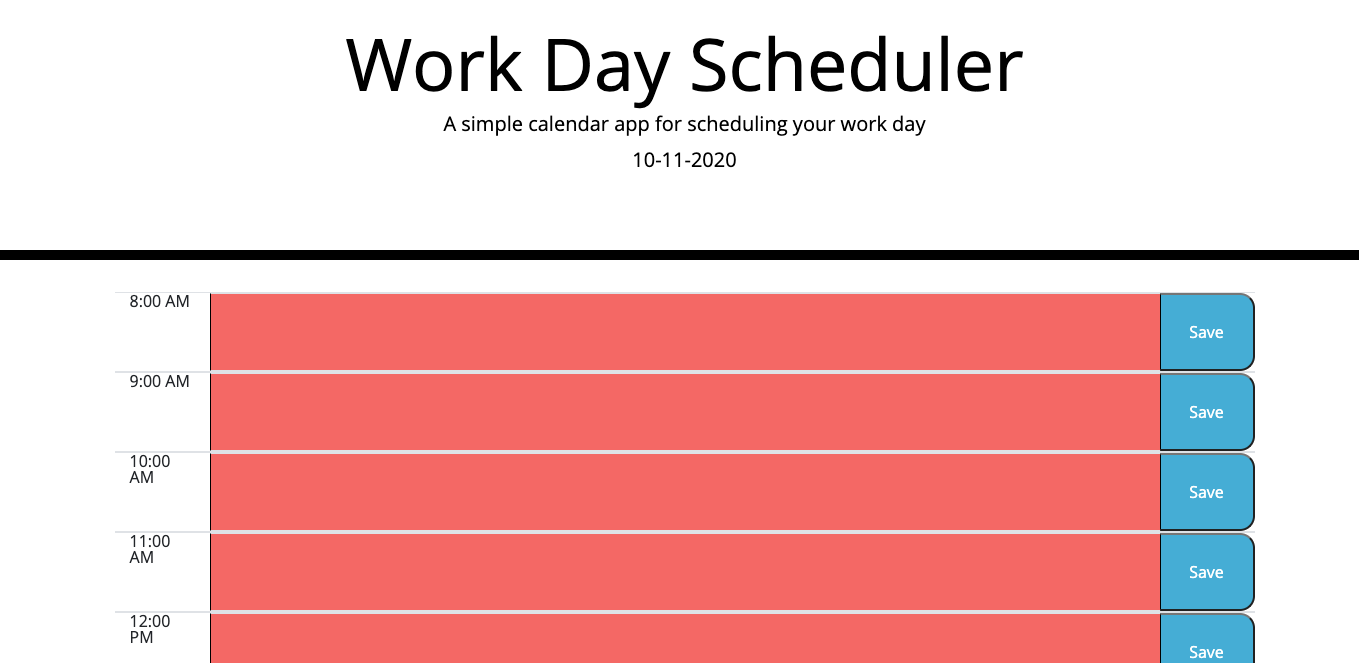 Work Day Scheduler
A simple calendar app for scheduling your work day
10-11-2020
8:00 AM
Save
9:00 AM
Save
10:00
AM
Save
11:00
AM
Save
12:00
PM
Save